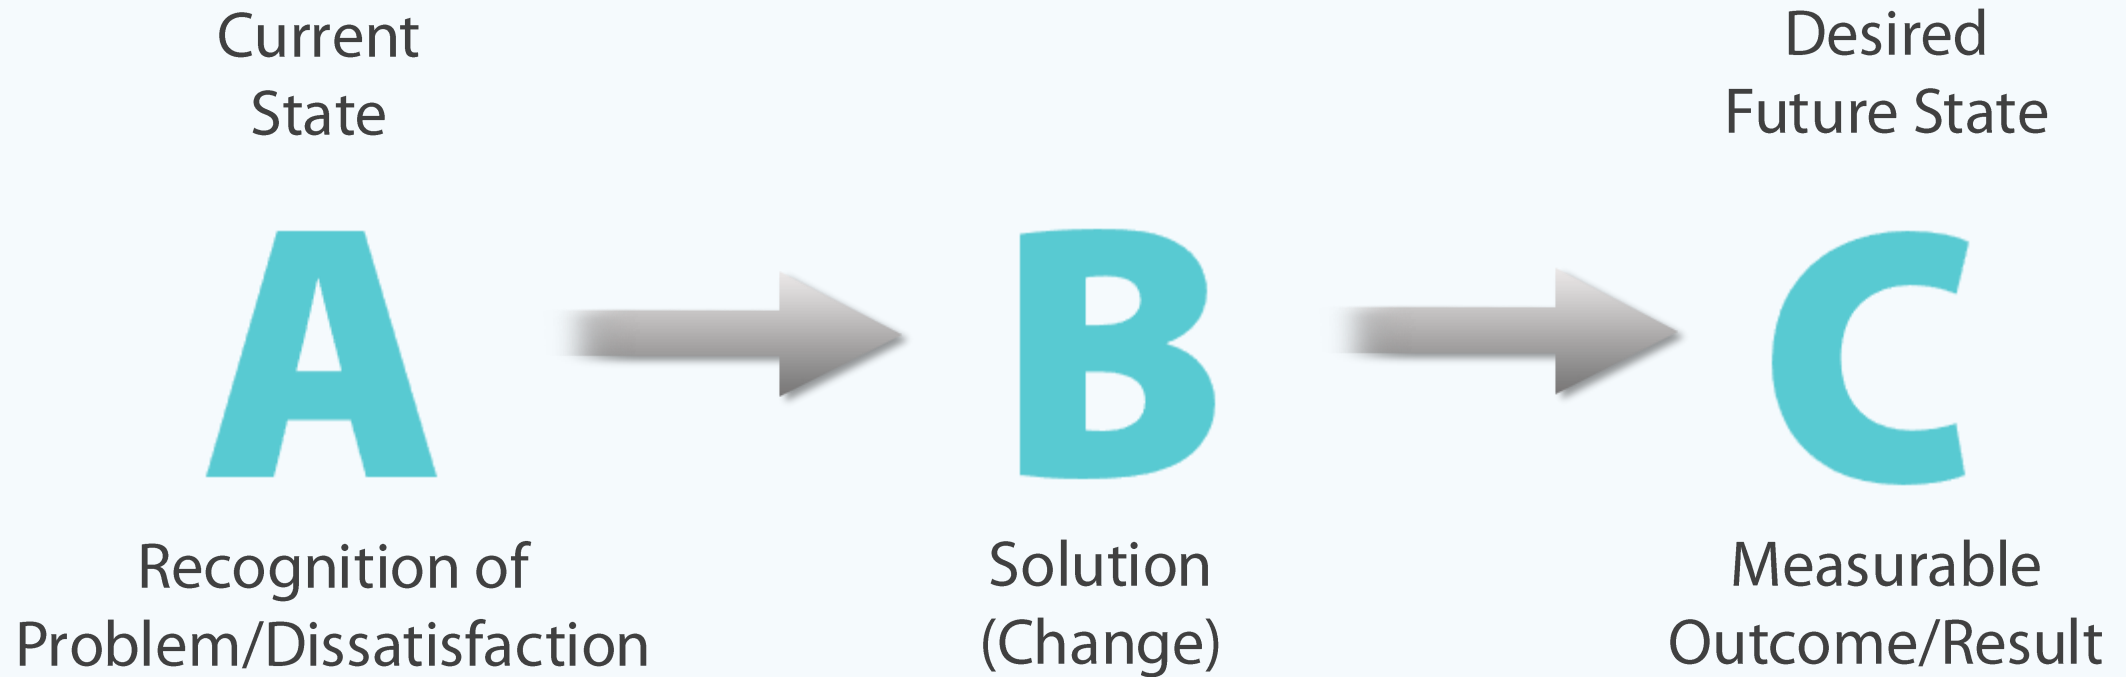 Current
State
Desired
Future State
A
B
C
Recognition of
Problem/Dissatisfaction
Solution
(Change)
Measurable
Outcome/Result